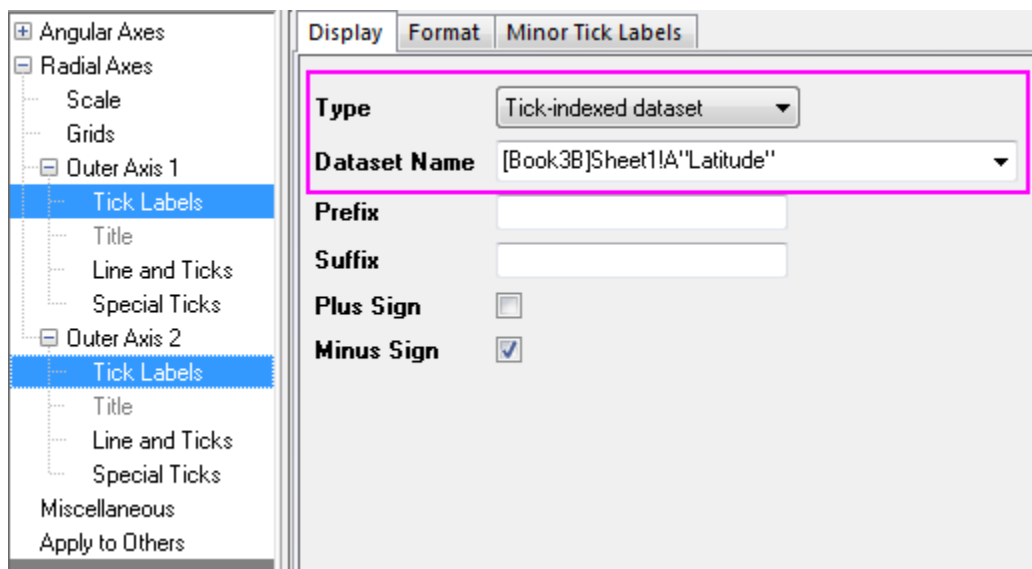 Angular Axes
Radial Axes
Scale
Grids
Outer Axis 1
Tick Labels
Title
Line and Ticks
Special Ticks
Outer Axis 2
Tick Labels
Title
Line and Ticks
Special Ticks
Miscellaneous
Apply to Others
Display Format Minor Tick Labels
Type Tick-indexed dataset
Dataset Name [Book3B]Sheet1!A"Latitude"
Prefix
Suffix
Plus Sign
Minus Sign